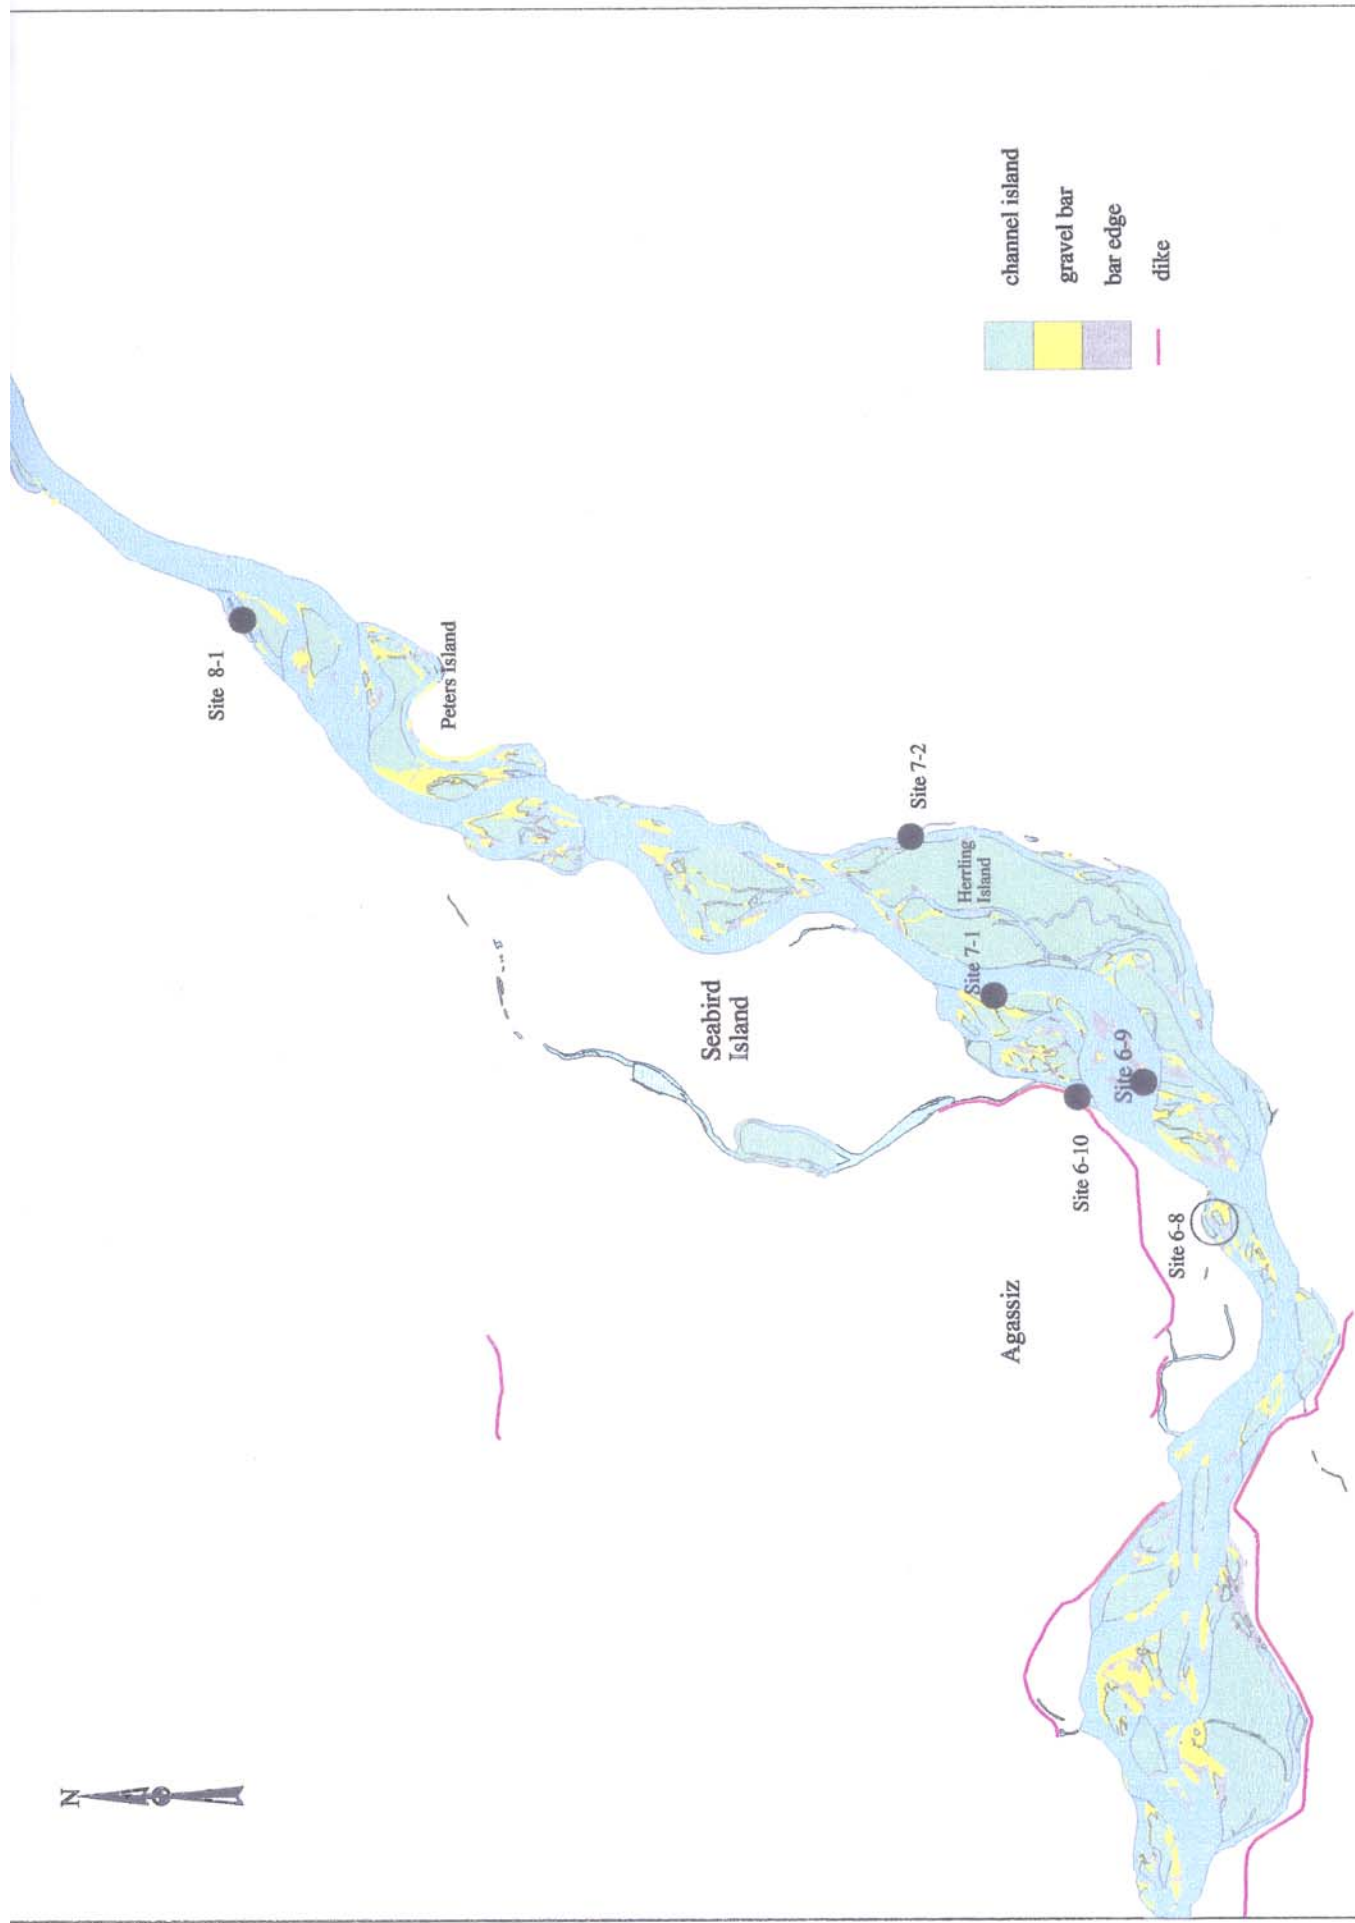 N
Site 8-1
Peters Island
Site 7-2
Herrling
Island
Seabird
Island
Site 7-1
Site 6-9
Site 6-10
Site 6-8
Agassiz
channel island
gravel bar
bar edge
dike